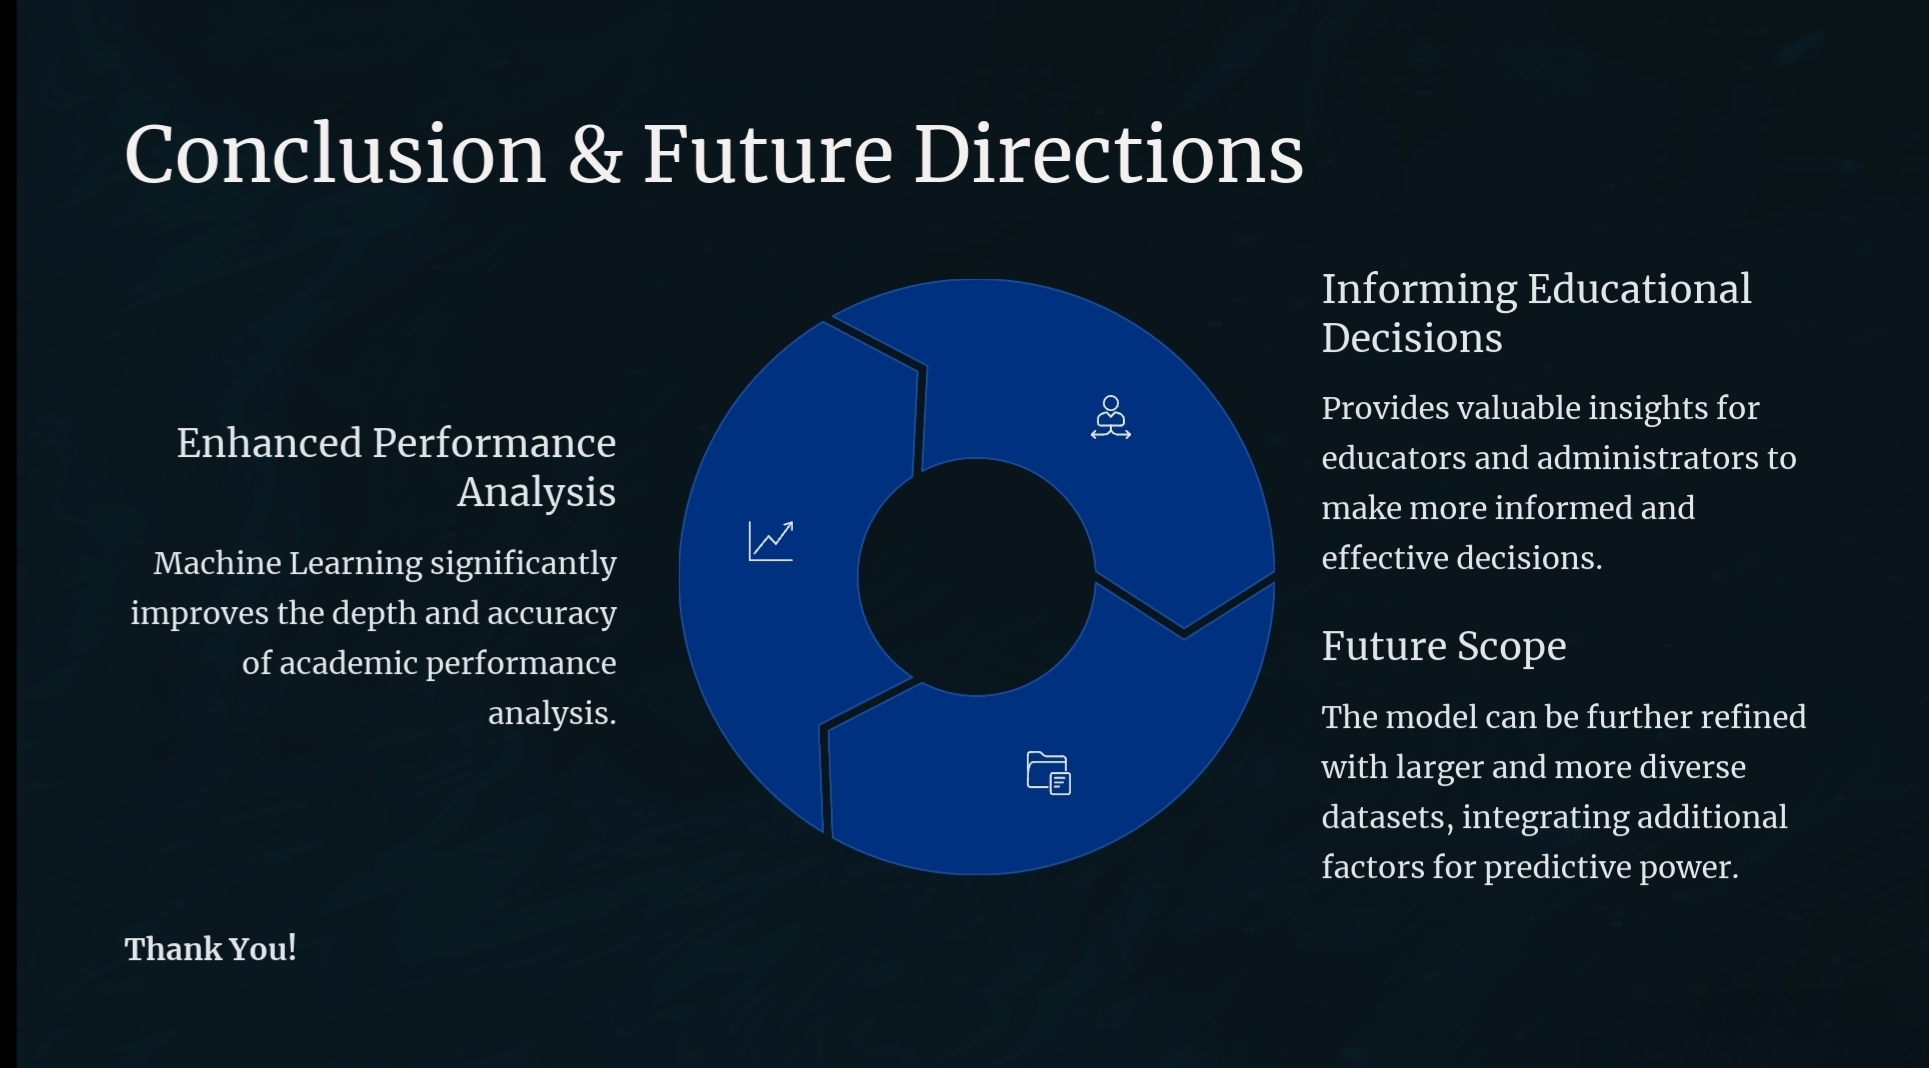 Conclusion & Future Directions
Enhanced Performance
Analysis
Machine Learning significantly
improves the depth and accuracy
of academic performance
analysis.
Informing Educational
Decisions
Provides valuable insights for
educators and administrators to
make more informed and
effective decisions.
Future Scope
The model can be further refined
with larger and more diverse
datasets, integrating additional
factors for predictive power.
Thank You!